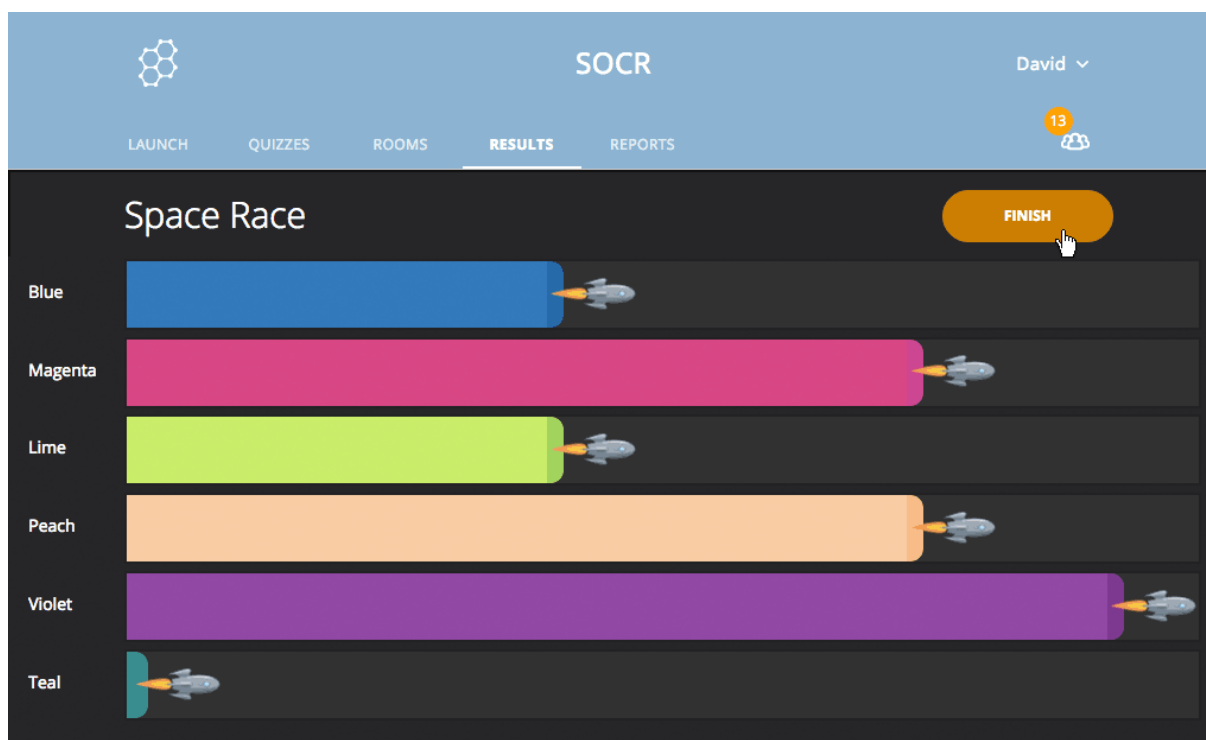 SOCR
David
13
LAUNCH QUIZZES ROOMS RESULTS REPORTS
Space Race
FINISH
Blue
Magenta
Lime
Peach
Violet
Teal